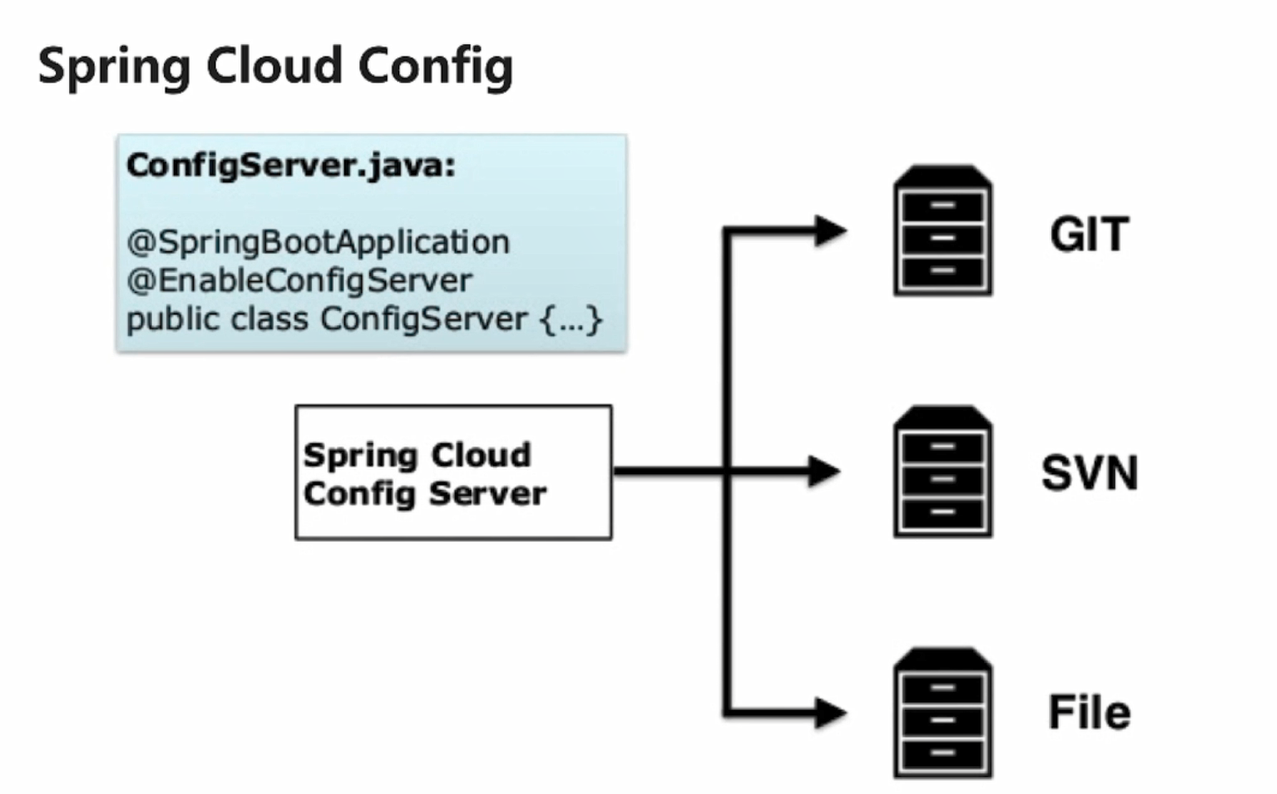 Spring Cloud Config
ConfigServer.java:
@SpringBootApplication
@EnableConfigServer
public class ConfigServer {...}
Spring Cloud
Config Server
GIT
SVN
File